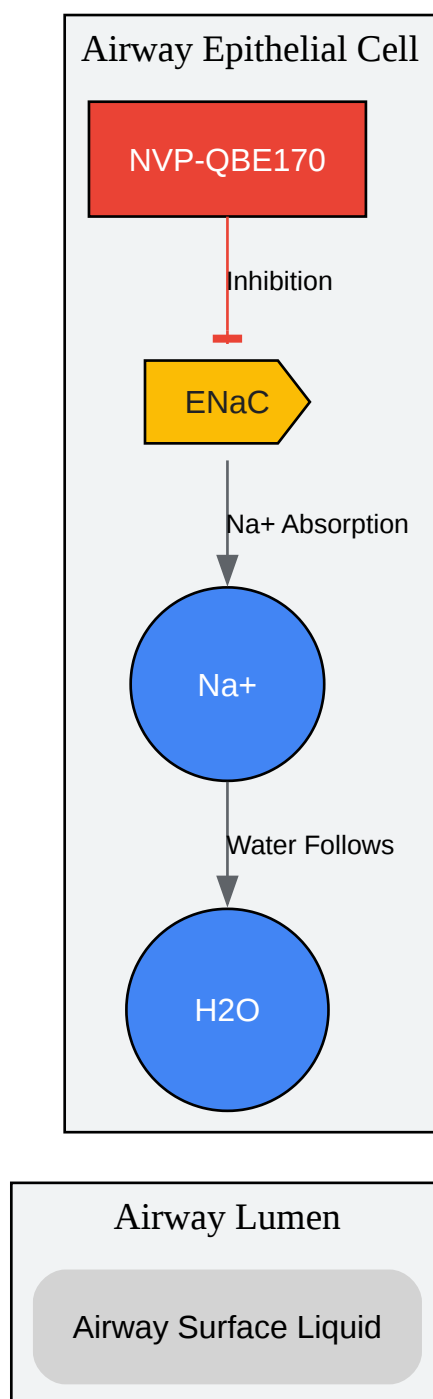 Airway Epithelial Cell
NVP-QBE170
Inhibition
ENaC
Na+ Absorption
Na+
Water Follows
H2O
Airway Lumen
Airway Surface Liquid